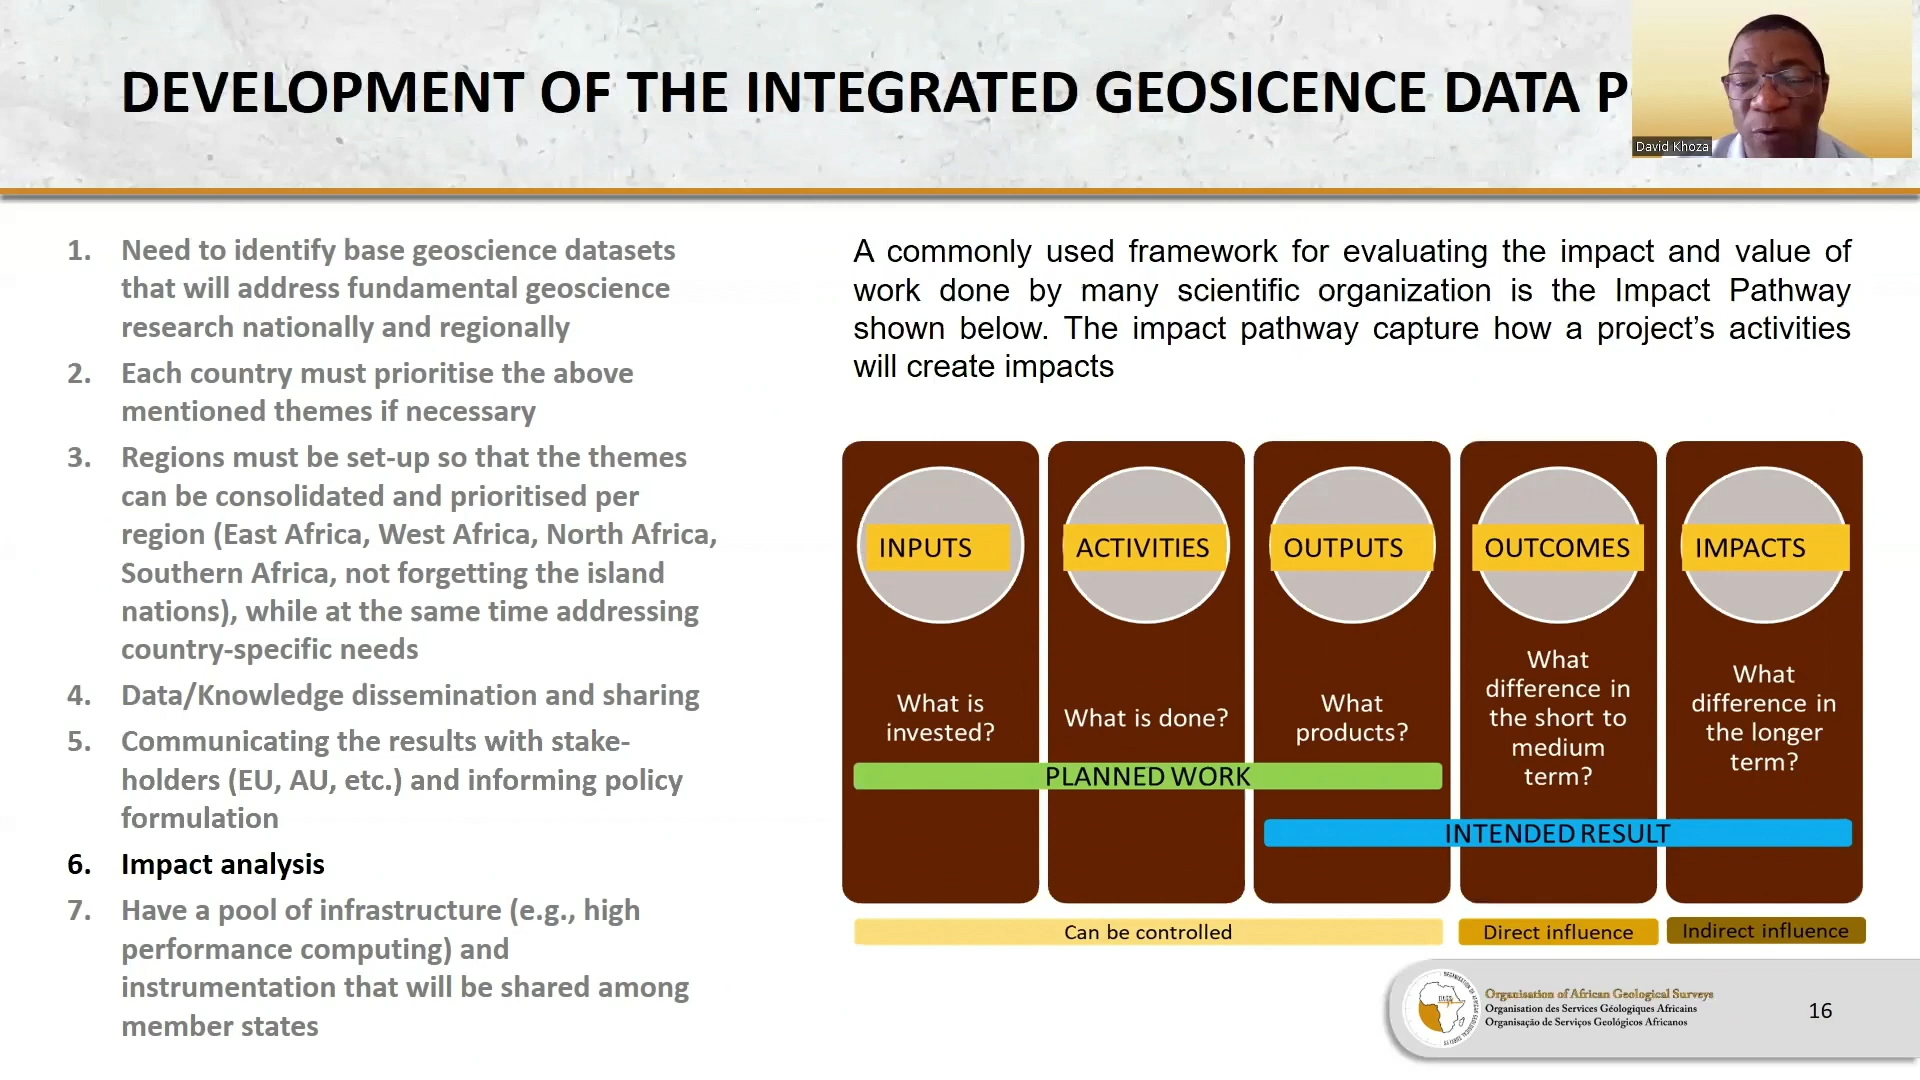 DEVELOPMENT OF THE INTEGRATED GEOSICENCE DATA P
David Khoza
1. Need to identify base geoscience datasets
that will address fundamental geoscience
research nationally and regionally
2. Each country must prioritise the above
mentioned themes if necessary
3. Regions must be set-up so that the themes
can be consolidated and prioritised per
region (East Africa, West Africa, North Africa,
Southern Africa, not forgetting the island
nations), while at the same time addressing
country-specific needs
4. Data/Knowledge dissemination and sharing
5. Communicating the results with stake-
holders (EU, AU, etc.) and informing policy
formulation
6. Impact analysis
7. Have a pool of infrastructure (e.g., high
performance computing) and
instrumentation that will be shared among
member states
A commonly used framework for evaluating the impact and value of
work done by many scientific organization is the Impact Pathway
shown below. The impact pathway capture how a project’s activities
will create impacts
INPUTS
What is
invested?
ACTIVITIES
What is done?
OUTPUTS
What
products?
OUTCOMES
What
difference in
the short to
medium
term?
IMPACTS
What
difference in
the longer
term?
PLANNED WORK
INTENDED RESULT
Can be controlled
Direct influence
Indirect influence
Organisation of African Geological Surveys
Organisation des Services Géologiques Africains
Organisação de Serviços Geológicos Africanos
16